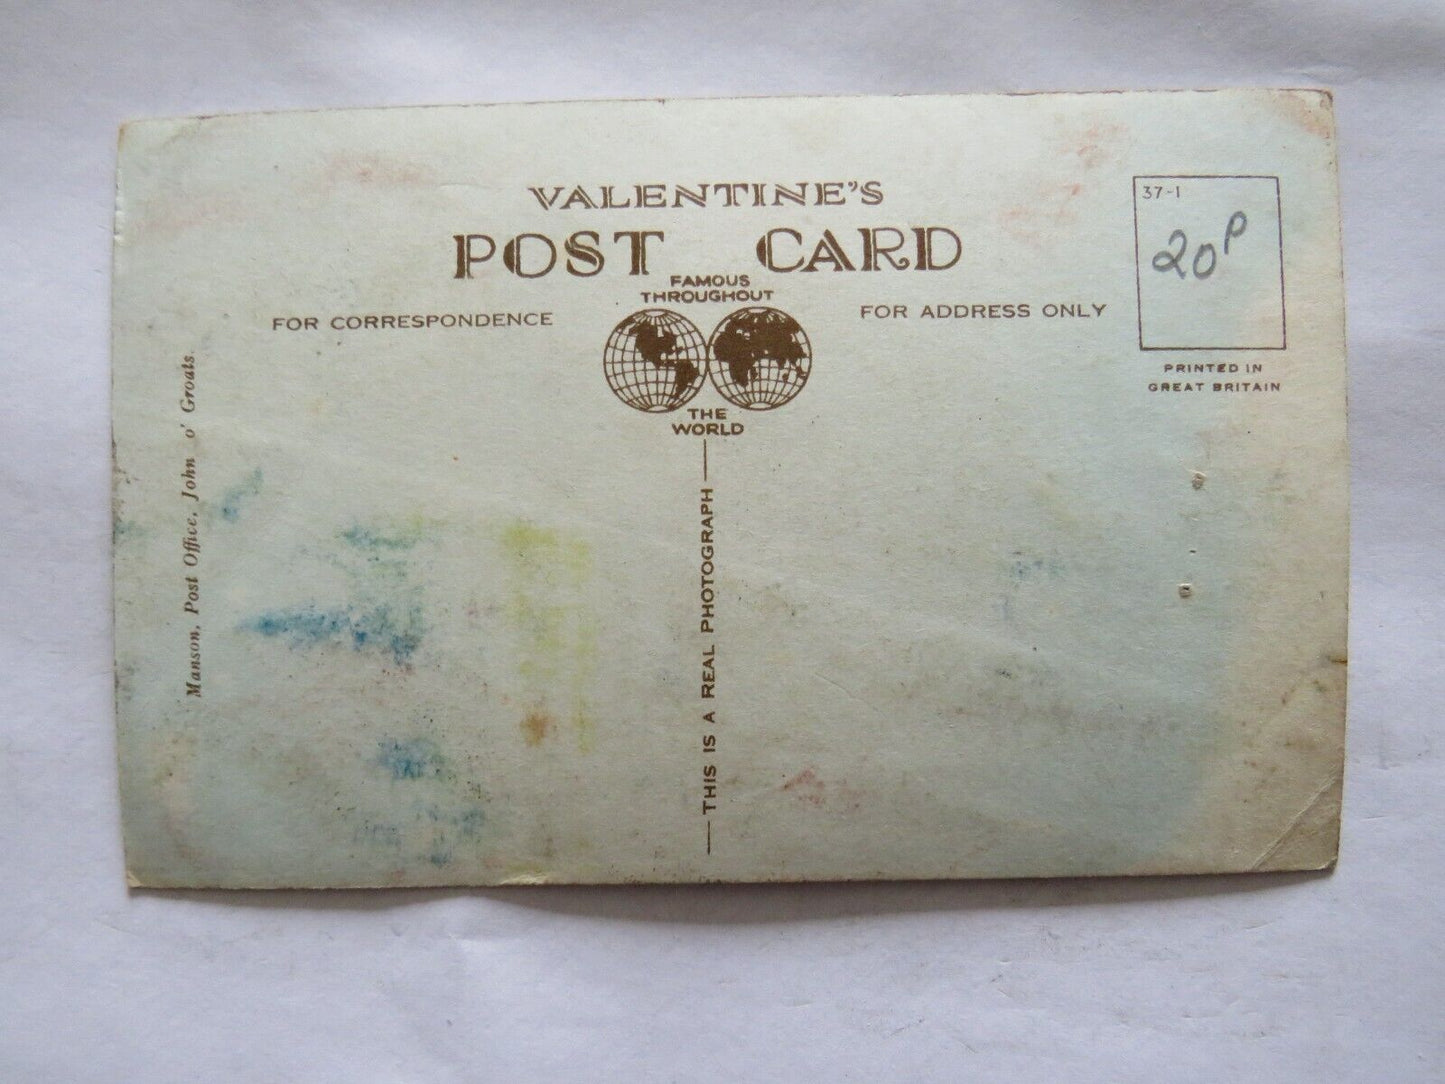 VALENTINE'S
POST CARD
FAMOUS
THROUGHOUT
THE
WORLD
FOR CORRESPONDENCE
FOR ADDRESS ONLY
37-1
20P
PRINTED IN
GREAT BRITAIN
Manson, Post Office, John o' Groats.
THIS IS A REAL PHOTOGRAPH